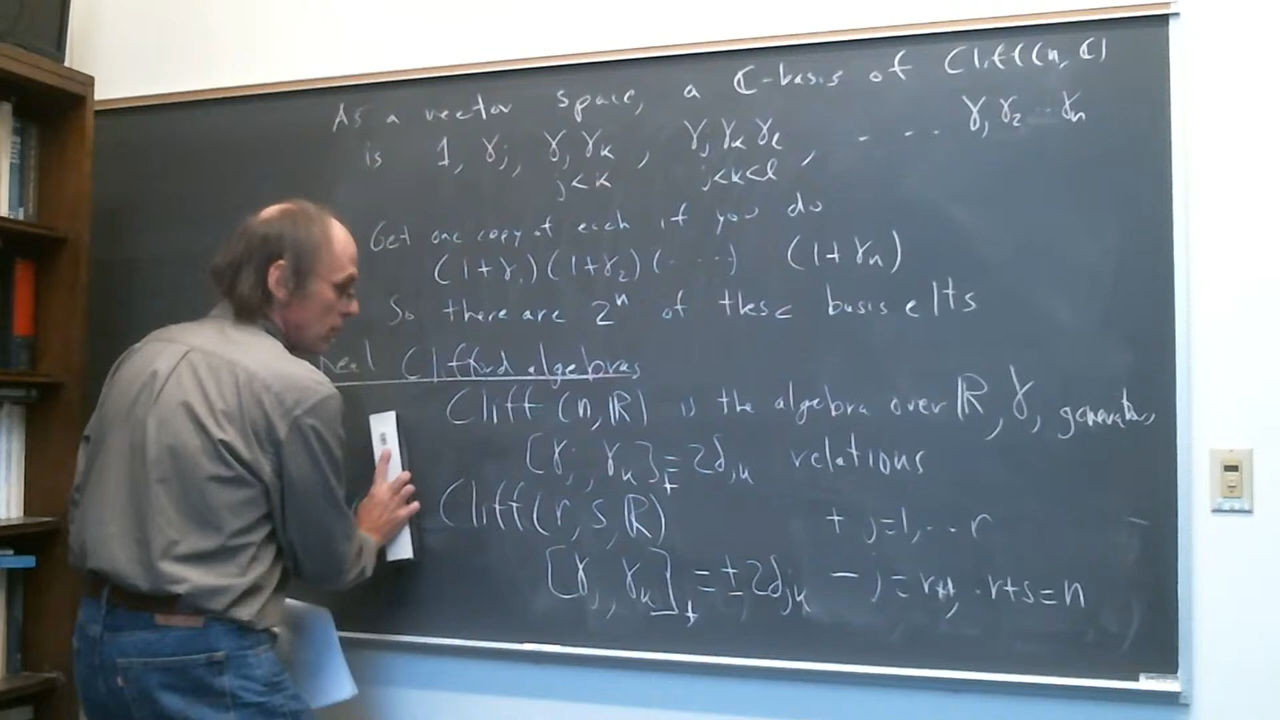 As a vector space, a ℂ-basis of Cliff(n, ℂ)
is 1, γj, γjγk, γjγkγl, ..... γ1γ2...γn
j<k j<k<l
Get one copy of each if you do
(1+γ1)(1+γ2)(....) (1+γn)
So there are 2^n of these basis elts
Real Clifford algebras
Cliff(n,ℝ) is the algebra over ℝ, γj generators,
[γj, γk]+ = 2δjk relations
Cliff(r,s,ℝ) + j=1,...r
[γj, γk]+ = ±2δjk - j=r+1, .r+s=n